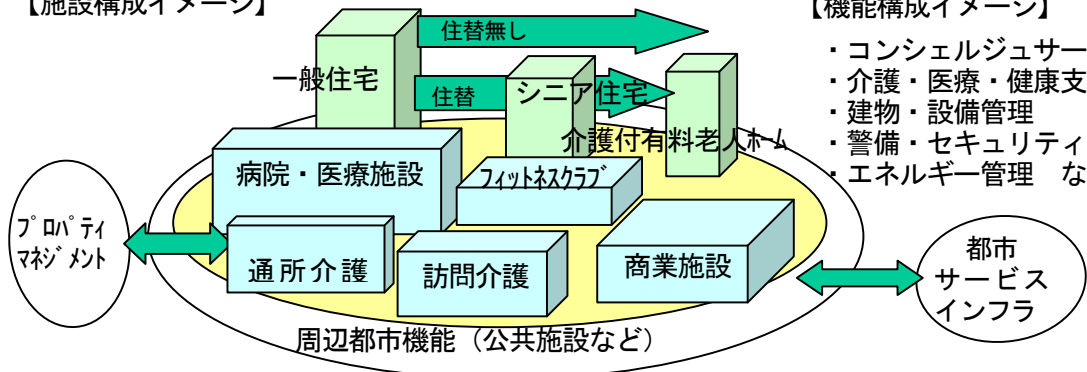 【施設構成イメージ】
【機能構成イメージ】
住替無し
一般住宅
住替
シニア住宅
介護付有料老人ﾎｰﾑ
・コンシェルジュサー
・介護・医療・健康支
・建物・設備管理
・警備・セキュリティ
・エネルギー管理 な
病院・医療施設
ﾌｨｯﾄﾈｽｸﾗﾌﾞ
ﾌﾟﾛﾊﾟﾃｨ
ﾏﾈｼﾞﾒﾝﾄ
通所介護
訪問介護
商業施設
都市
サービス
インフラ
周辺都市機能（公共施設など）